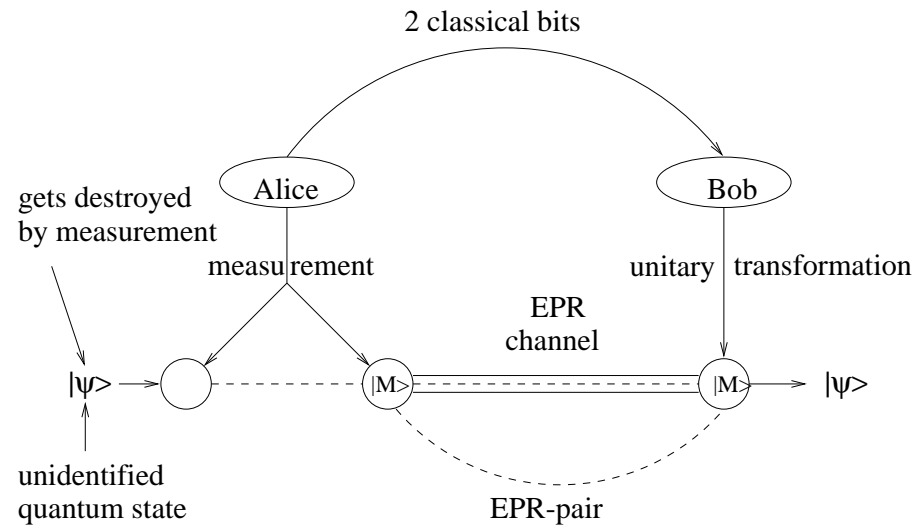 2 classical bits
Alice
Bob
gets destroyed
by measurement
measurement
unitary transformation
EPR
channel
|ψ>
|M>
|M>
|ψ>
unidentified
quantum state
EPR-pair